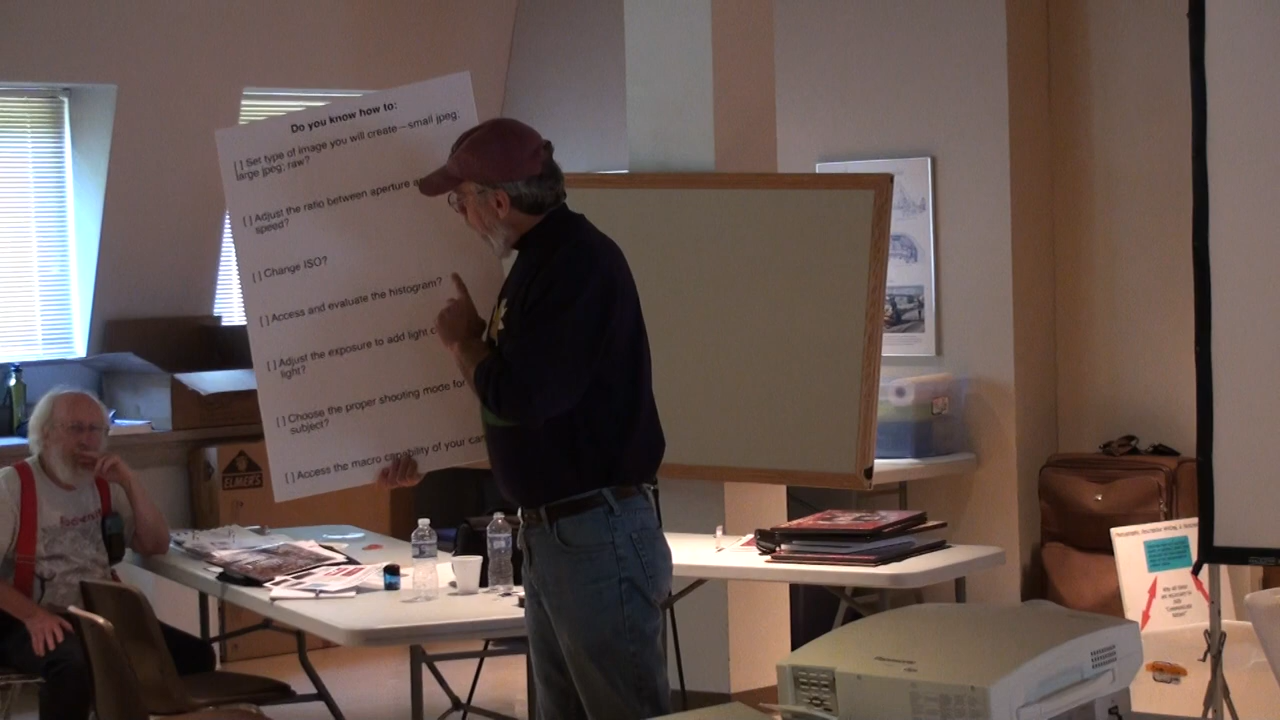 Do you know how to:
[ ] Set type of image you will create – small jpeg;
large jpeg; raw?
[ ] Adjust the ratio between aperture
speed?
[ ] Change ISO?
[ ] Access and evaluate the histogram?
[ ] Adjust the exposure to add light
light?
[ ] Choose the proper shooting mode for
subject?
[ ] Access the macro capability of your
ELMER'S